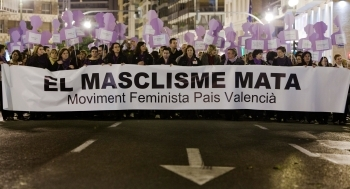 EL MASCLISME MATA
Moviment Feminista País Valencià